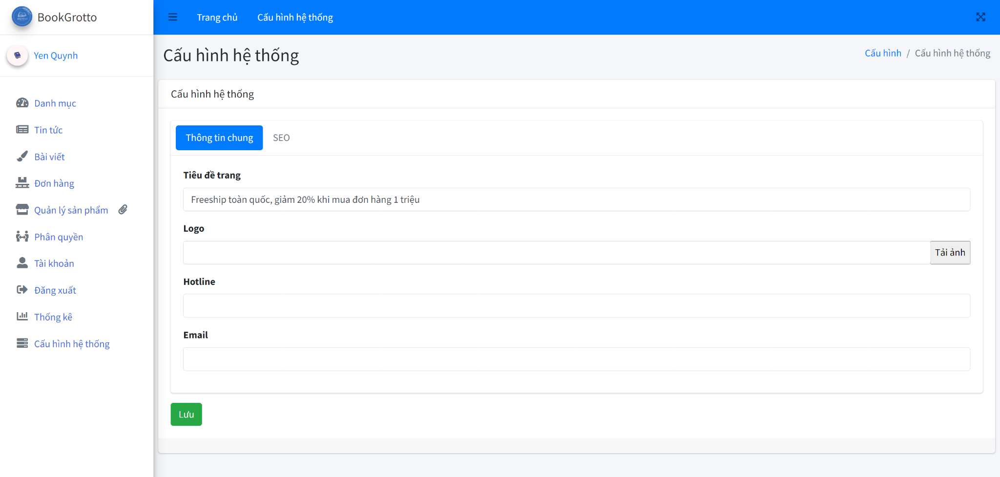 BookGrotto
Trang chủ
Cấu hình hệ thống
Yen Quynh
Cấu hình hệ thống
Cấu hình / Cấu hình hệ thống
Danh mục
Tin tức
Bài viết
Đơn hàng
Quản lý sản phẩm
Phân quyền
Tài khoản
Đăng xuất
Thống kê
Cấu hình hệ thống
Cấu hình hệ thống
Thông tin chung
SEO
Tiêu đề trang
Freeship toàn quốc, giảm 20% khi mua đơn hàng 1 triệu
Logo
Tải ảnh
Hotline
Email
Lưu